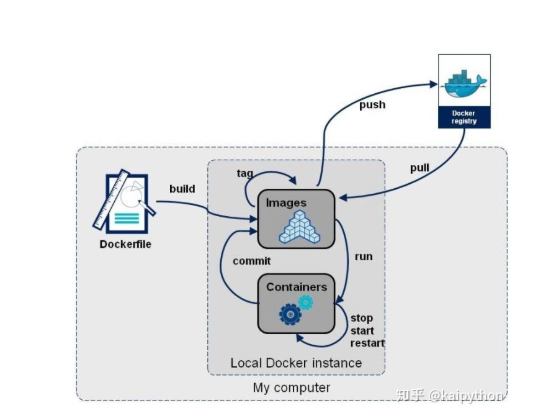 push
Docker
registry
tag
pull
build
Images
Dockerfile
commit
run
Containers
stop
start
restart
Local Docker instance
My computer
知乎 @kaipython